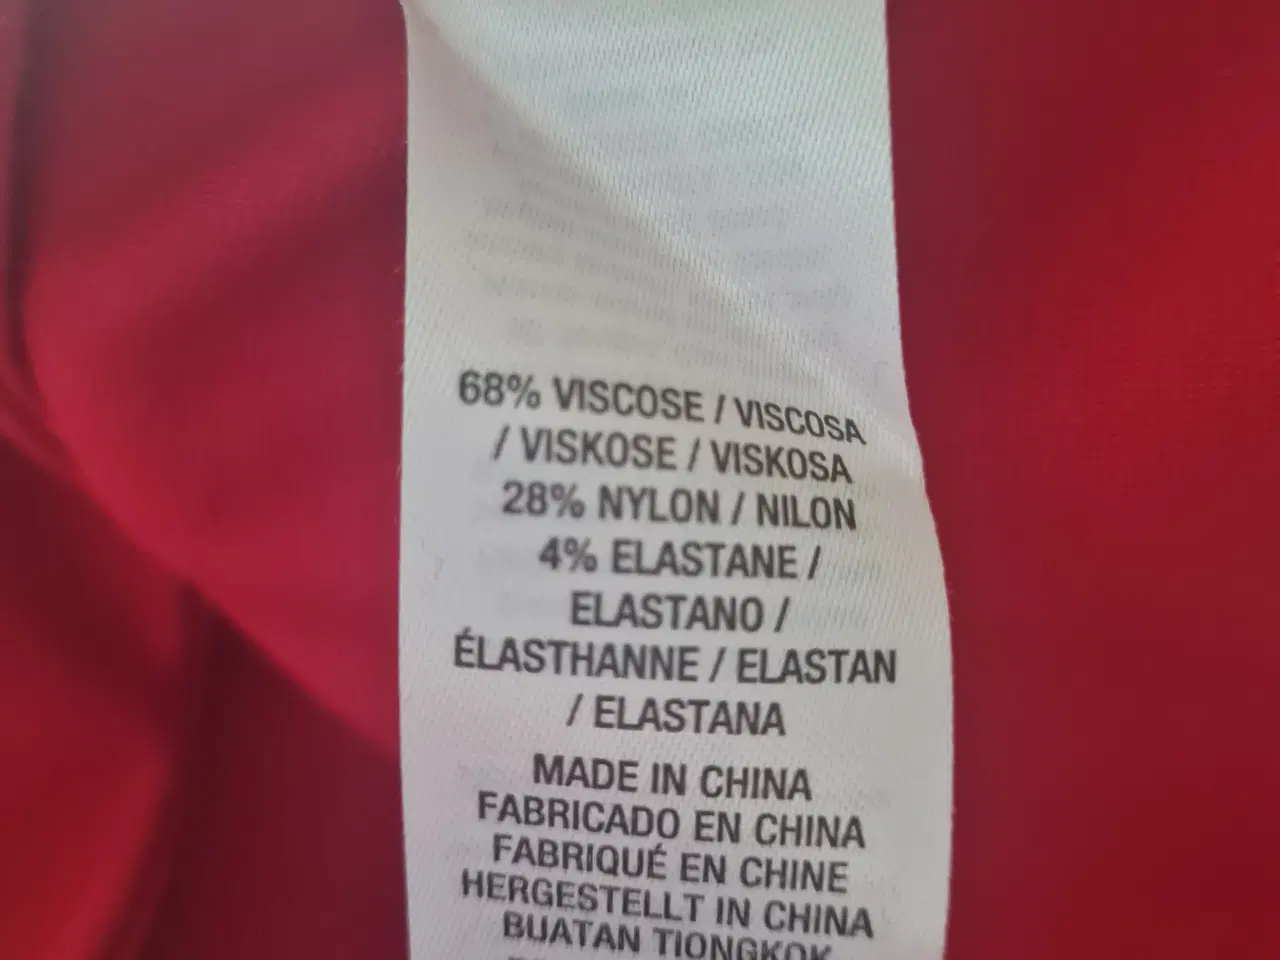 68% VISCOSE / VISCOSA
/ VISKOSE / VISKOSA
28% NYLON / NILON
4% ELASTANE /
ELASTANO /
ÉLASTHANNE / ELASTAN
/ ELASTANA
MADE IN CHINA
FABRICADO EN CHINA
FABRIQUÉ EN CHINE
HERGESTELLT IN CHINA
BUATAN TIONGKOK